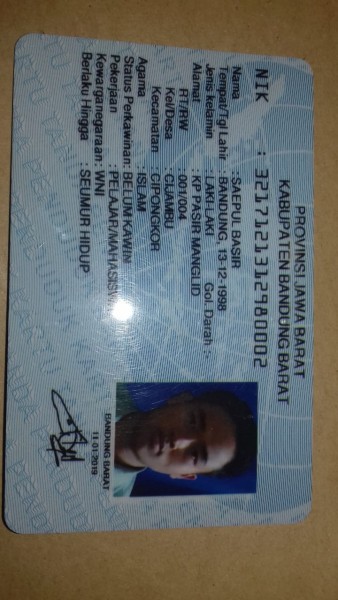 PROVINSI JAWA BARAT
KABUPATEN BANDUNG BARAT
NIK : 3217121312980002
Nama : SAEPUL BASIR
Tempat/Tgl Lahir : BANDUNG, 13-12-1998
Jenis kelamin : LAKI-LAKI Gol. Darah : -
Alamat : KP PASIR MANGLID
RT/RW : 001/004
Kel/Desa : CIJAMBU
Kecamatan : CIPONGKOR
Agama : ISLAM
Status Perkawinan: BELUM KAWIN
Pekerjaan : PELAJAR/MAHASISWA
Kewarganegaraan: WNI
Berlaku Hingga : SEUMUR HIDUP
BANDUNG BARAT
11-01-2019